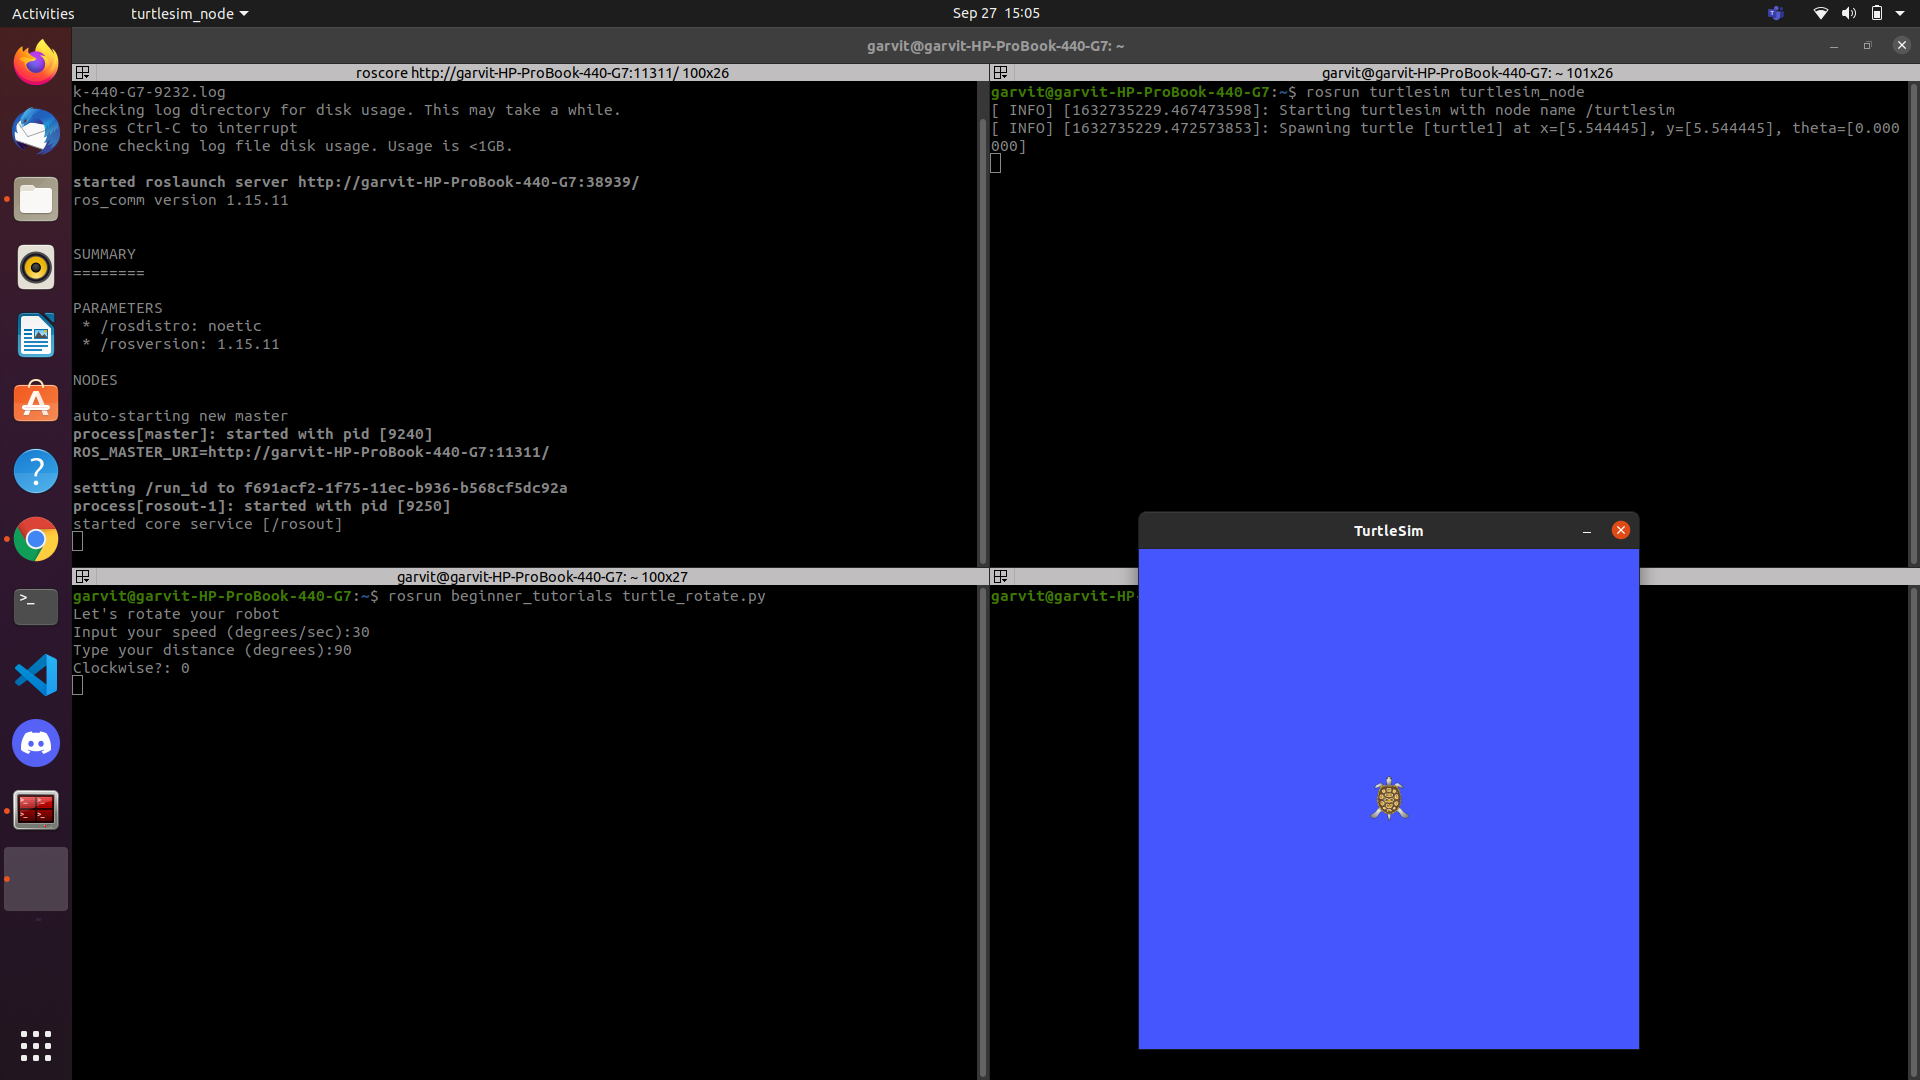 Activities
turtlesim_node
Sep 27 15:05
garvit@garvit-HP-ProBook-440-G7: ~
roscore http://garvit-HP-ProBook-440-G7:11311/ 100x26
k-440-G7-9232.log
Checking log directory for disk usage. This may take a while.
Press Ctrl-C to interrupt
Done checking log file disk usage. Usage is <1GB.
started roslaunch server http://garvit-HP-ProBook-440-G7:38939/
ros_comm version 1.15.11
SUMMARY
========
PARAMETERS
* /rosdistro: noetic
* /rosversion: 1.15.11
NODES
auto-starting new master
process[master]: started with pid [9240]
ROS_MASTER_URI=http://garvit-HP-ProBook-440-G7:11311/
setting /run_id to f691acf2-1f75-11ec-b936-b568cf5dc92a
process[rosout-1]: started with pid [9250]
started core service [/rosout]
garvit@garvit-HP-ProBook-440-G7: ~ 101x26
garvit@garvit-HP-ProBook-440-G7:~$ rosrun turtlesim turtlesim_node
[ INFO] [1632735229.467473598]: Starting turtlesim with node name /turtlesim
[ INFO] [1632735229.472573853]: Spawning turtle [turtle1] at x=[5.544445], y=[5.544445], theta=[0.000
000]
garvit@garvit-HP-ProBook-440-G7: ~ 100x27
garvit@garvit-HP-ProBook-440-G7:~$ rosrun beginner_tutorials turtle_rotate.py
Let's rotate your robot
Input your speed (degrees/sec):30
Type your distance (degrees):90
Clockwise?: 0
garvit@garvit-HP-
TurtleSim